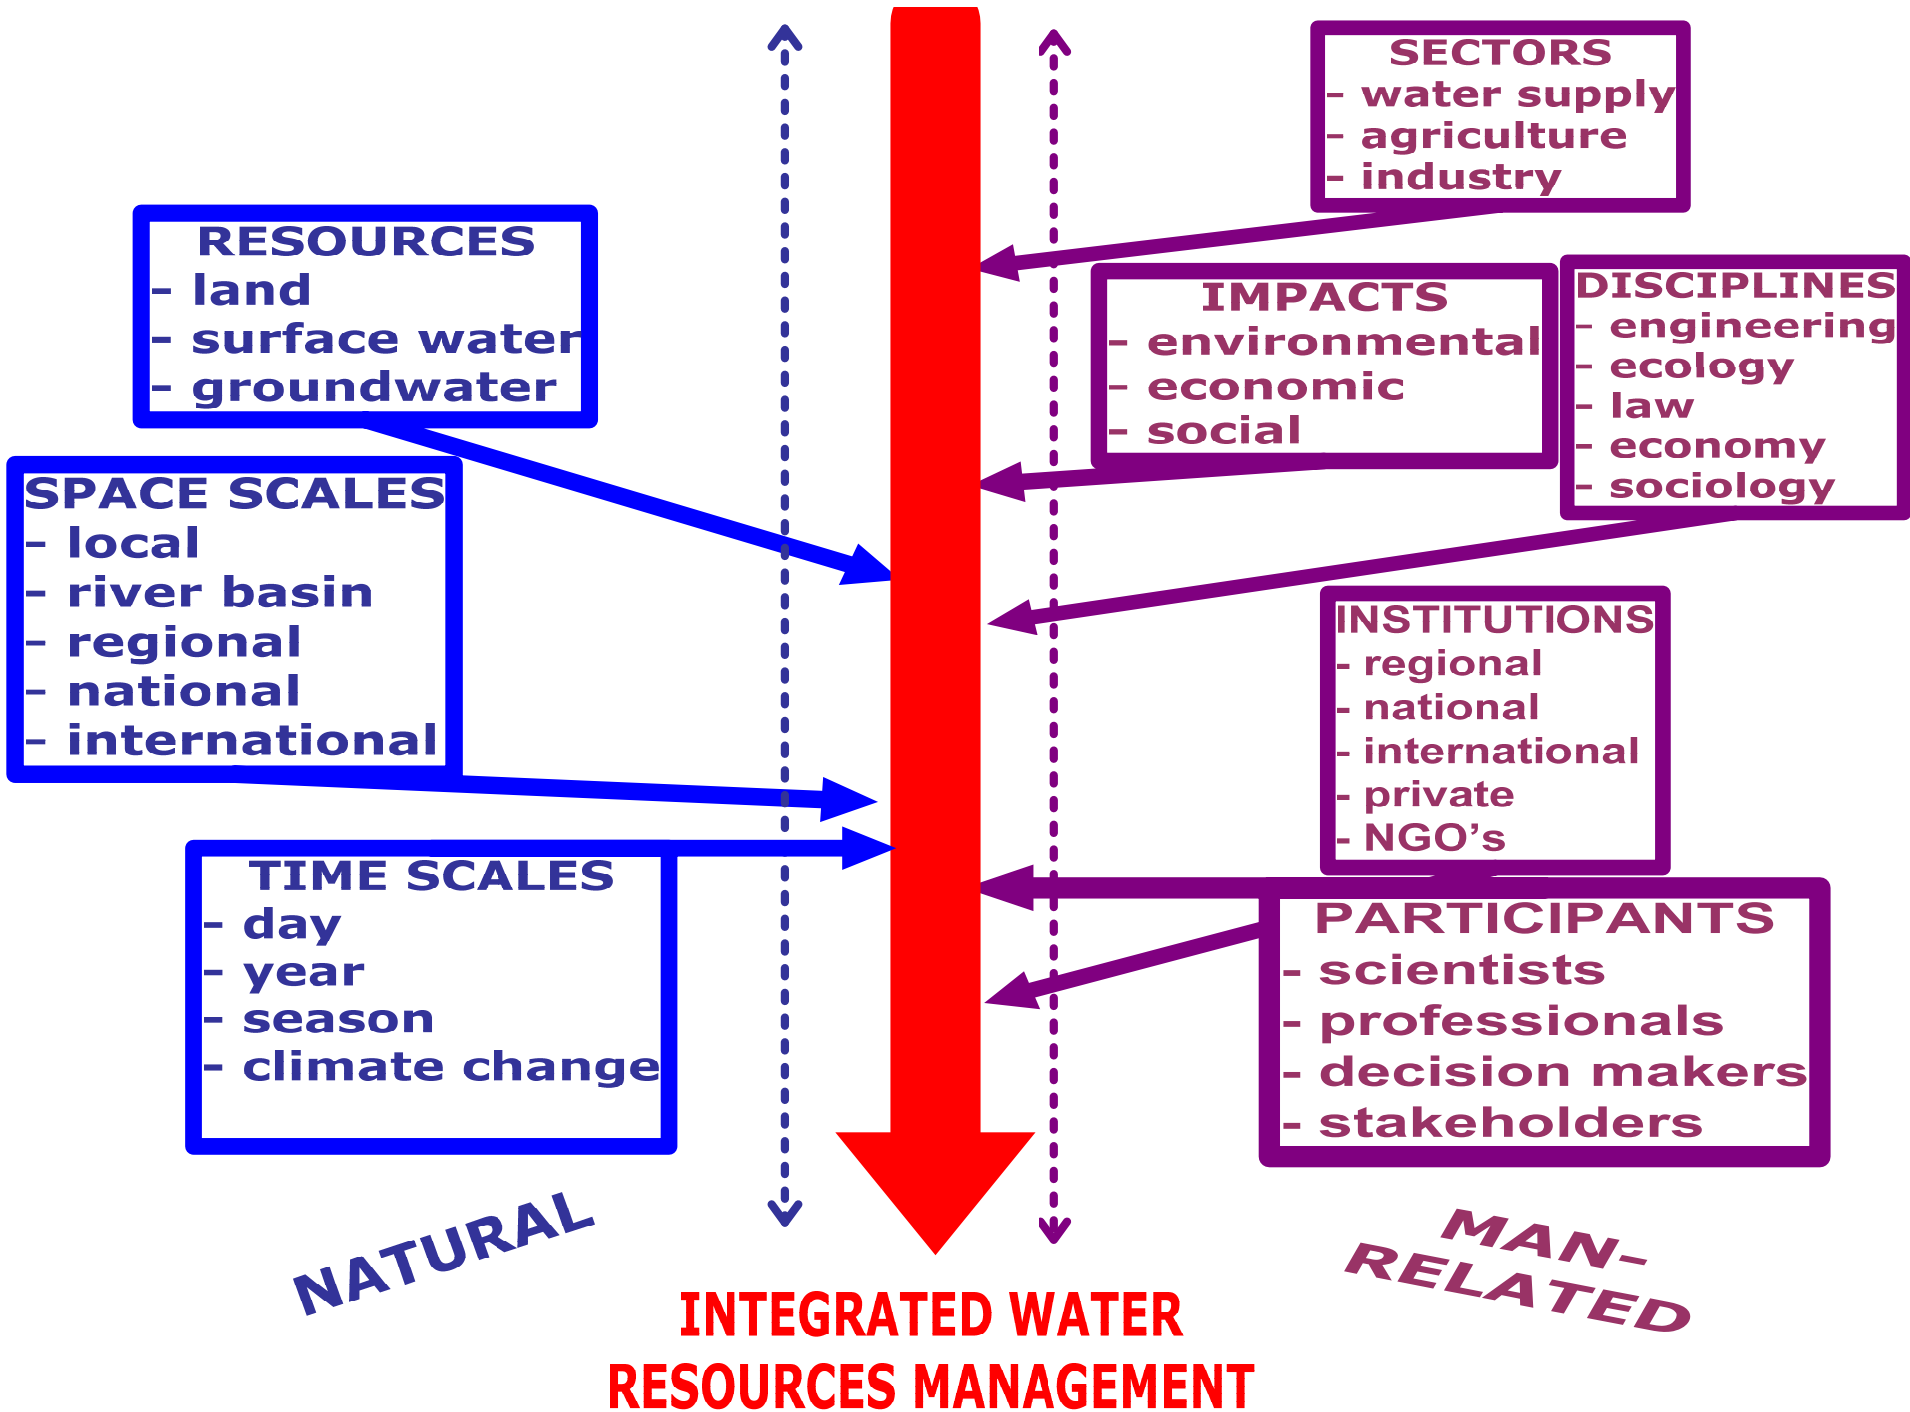 RESOURCES
- land
- surface water
- groundwater
SPACE SCALES
- local
- river basin
- regional
- national
- international
TIME SCALES
- day
- year
- season
- climate change
NATURAL
SECTORS
- water supply
- agriculture
- industry
IMPACTS
- environmental
- economic
- social
DISCIPLINES
- engineering
- ecology
- law
- economy
- sociology
INSTITUTIONS
- regional
- national
- international
- private
- NGO’s
PARTICIPANTS
- scientists
- professionals
- decision makers
- stakeholders
MAN-
RELATED
INTEGRATED WATER
RESOURCES MANAGEMENT